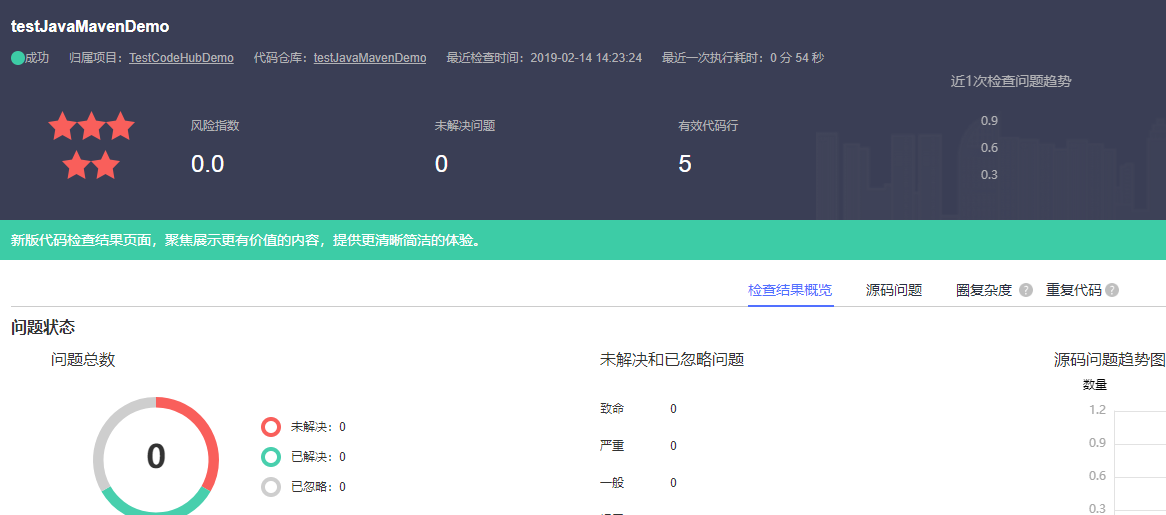 testJavaMavenDemo
成功 归属项目：TestCodeHubDemo 代码仓库：testJavaMavenDemo 最近检查时间：2019-02-14 14:23:24 最近一次执行耗时：0 分 54 秒
近1次检查问题趋势
风险指数 未解决问题 有效代码行
0.0 0 5
0.9
0.6
0.3
新版代码检查结果页面，聚焦展示更有价值的内容，提供更清晰简洁的体验。
检查结果概览 源码问题 圈复杂度 ? 重复代码 ?
问题状态
问题总数 未解决和已忽略问题 源码问题趋势图
数量
致命 0
严重 0
一般 0
0
未解决：0
已解决：0
已忽略：0
1.2
0.9
0.6
0.3